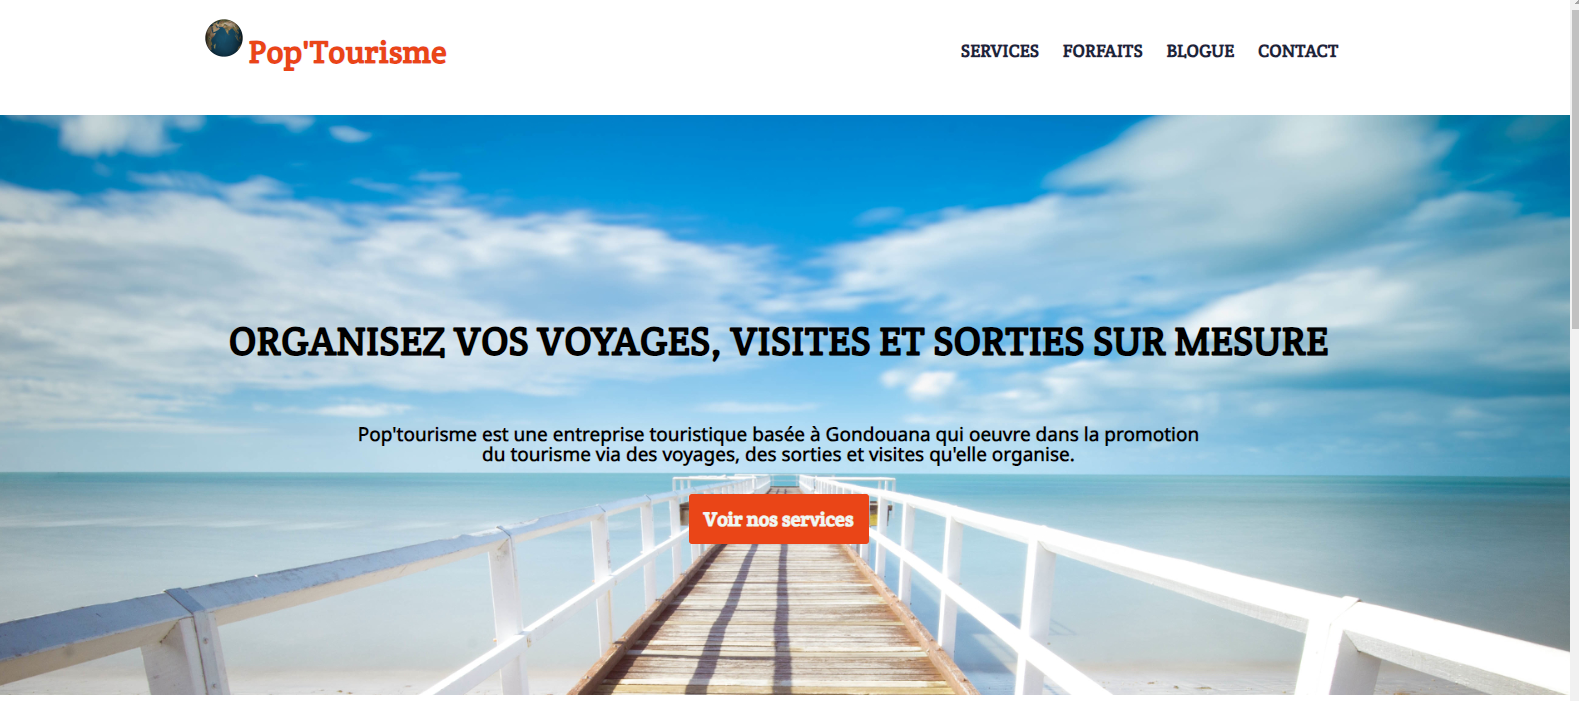 Pop'Tourisme
SERVICES FORFAITS BLOGUE CONTACT
ORGANISEZ VOS VOYAGES, VISITES ET SORTIES SUR MESURE
Pop'tourisme est une entreprise touristique basée à Gondouana qui oeuvre dans la promotion
du tourisme via des voyages, des sorties et visites qu'elle organise.
Voir nos services